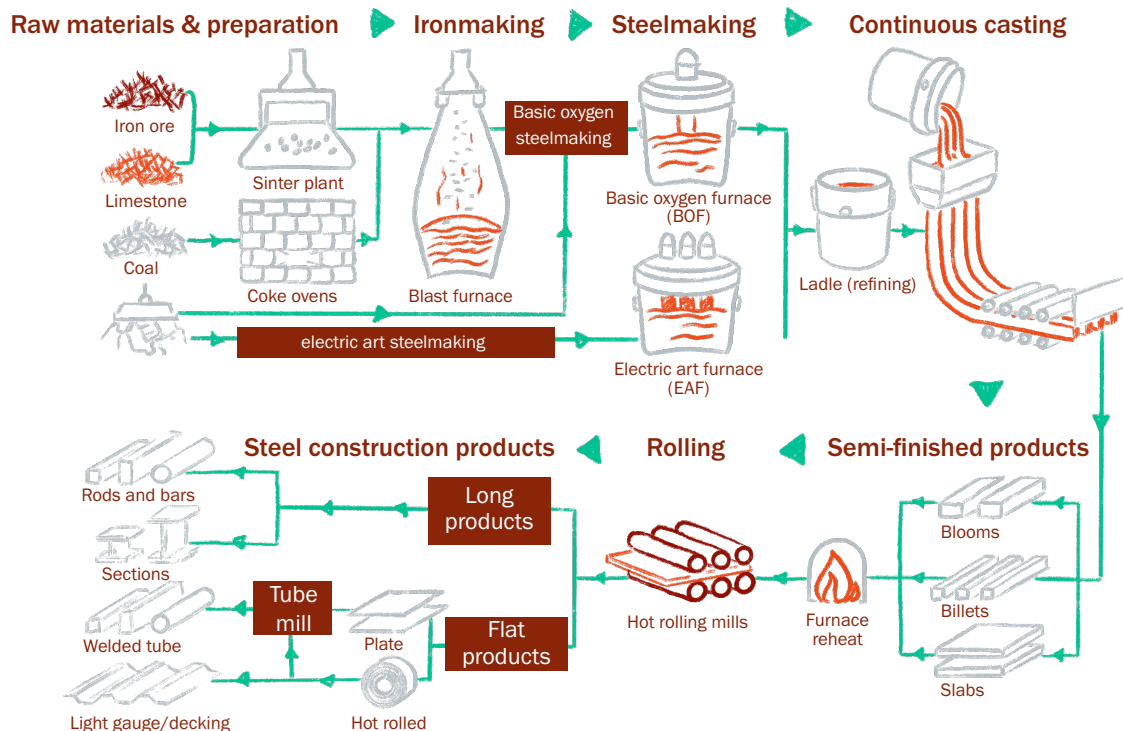 Raw materials & preparation
Ironmaking
Steelmaking
Continuous casting
Iron ore
Limestone
Coal
Sinter plant
Coke ovens
Blast furnace
Basic oxygen
steelmaking
electric art steelmaking
Basic oxygen furnace
(BOF)
Electric art furnace
(EAF)
Ladle (refining)
Steel construction products
Rolling
Semi-finished products
Rods and bars
Sections
Welded tube
Light gauge/decking
Long
products
Tube
mill
Plate
Flat
products
Hot rolled
Hot rolling mills
Furnace
reheat
Blooms
Billets
Slabs